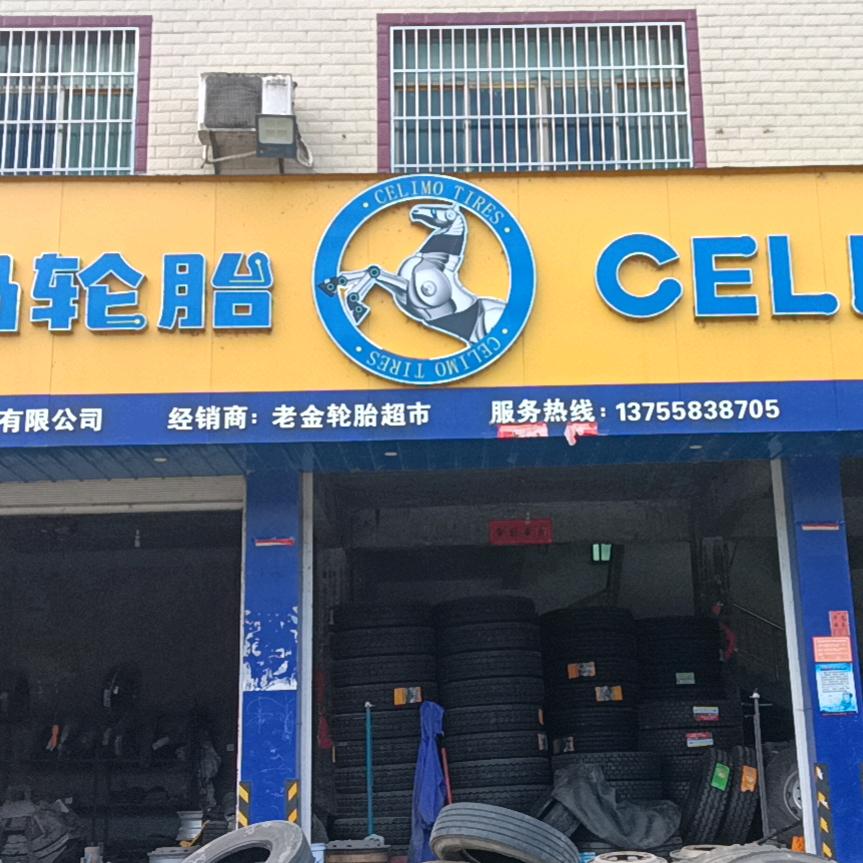 轮胎
CELIMO TIRES
CELIMO TIRES
CELI
有限公司
经销商：老金轮胎超市
服务热线：13755838705